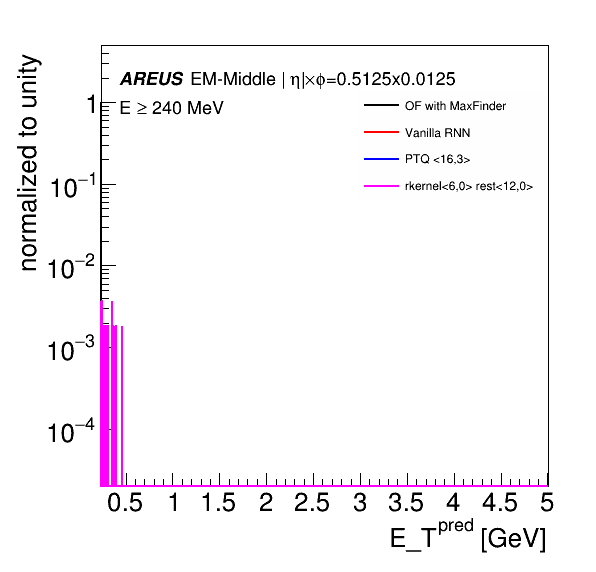 normalized to unity
AREUS EM-Middle | η|×ϕ=0.5125x0.0125
E ≥ 240 MeV
OF with MaxFinder
Vanilla RNN
PTQ <16,3>
rkernel<6,0> rest<12,0>
1
10⁻¹
10⁻²
10⁻³
10⁻⁴
0.5 1 1.5 2 2.5 3 3.5 4 4.5 5
E_T^pred [GeV]